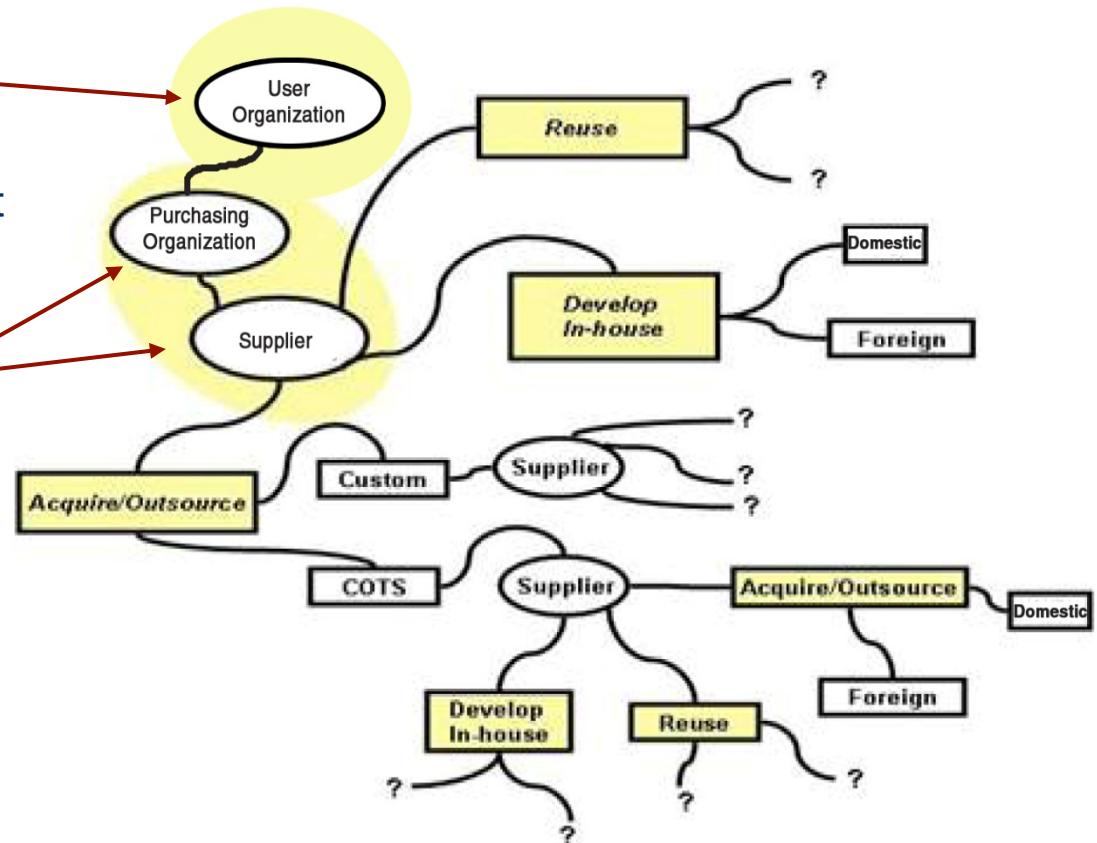 User
Organization
?
Reuse
?
Purchasing
Organization
Domestic
Develop
In-house
Supplier
Foreign
?
Custom
Supplier
?
?
Acquire/Outsource
COTS
Supplier
Acquire/Outsource
Domestic
Foreign
Develop
In-house
Reuse
?
?
?
?